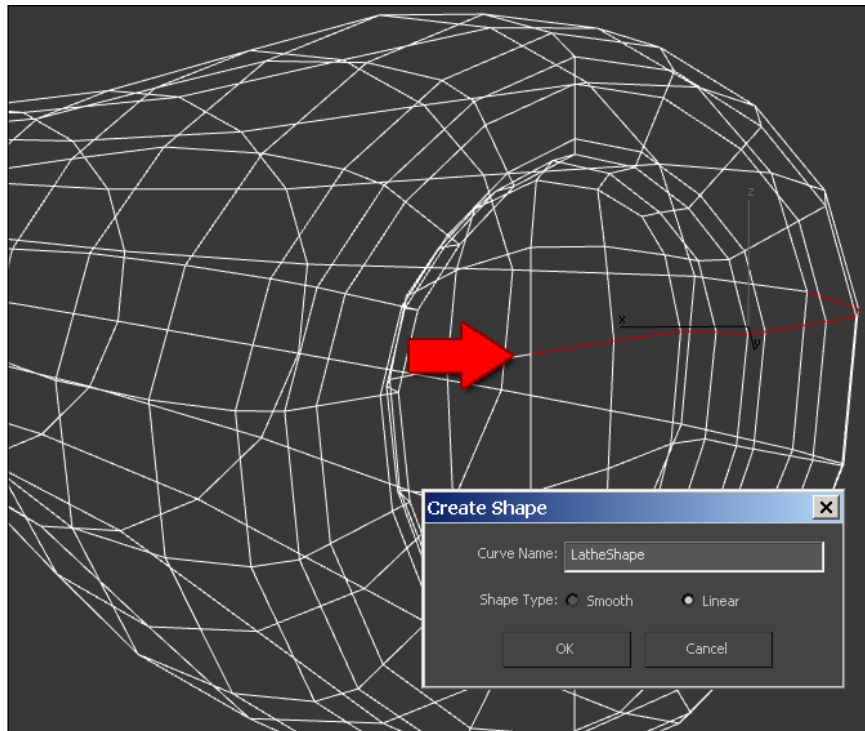 z
x
y
Create Shape
Curve Name: LatheShape
Shape Type: Smooth Linear
OK Cancel